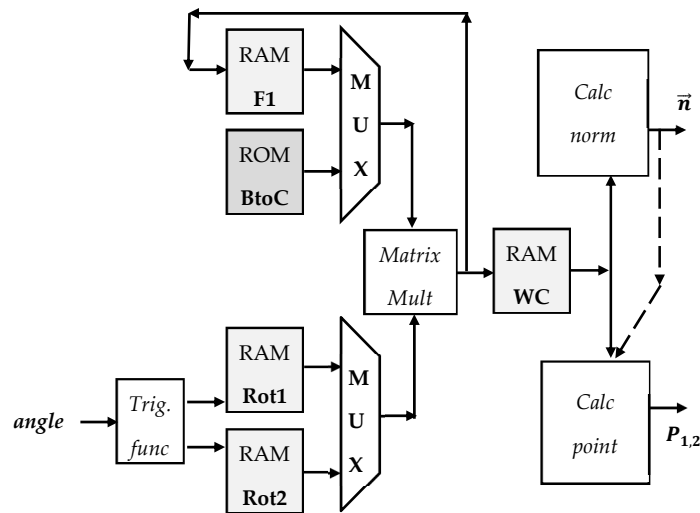 RAM
F1
M
U
X
ROM
BtoC
Calc
norm
n⃗
Matrix
Mult
RAM
WC
angle
Trig.
func
RAM
Rot1
RAM
Rot2
M
U
X
Calc
point
P₁,₂